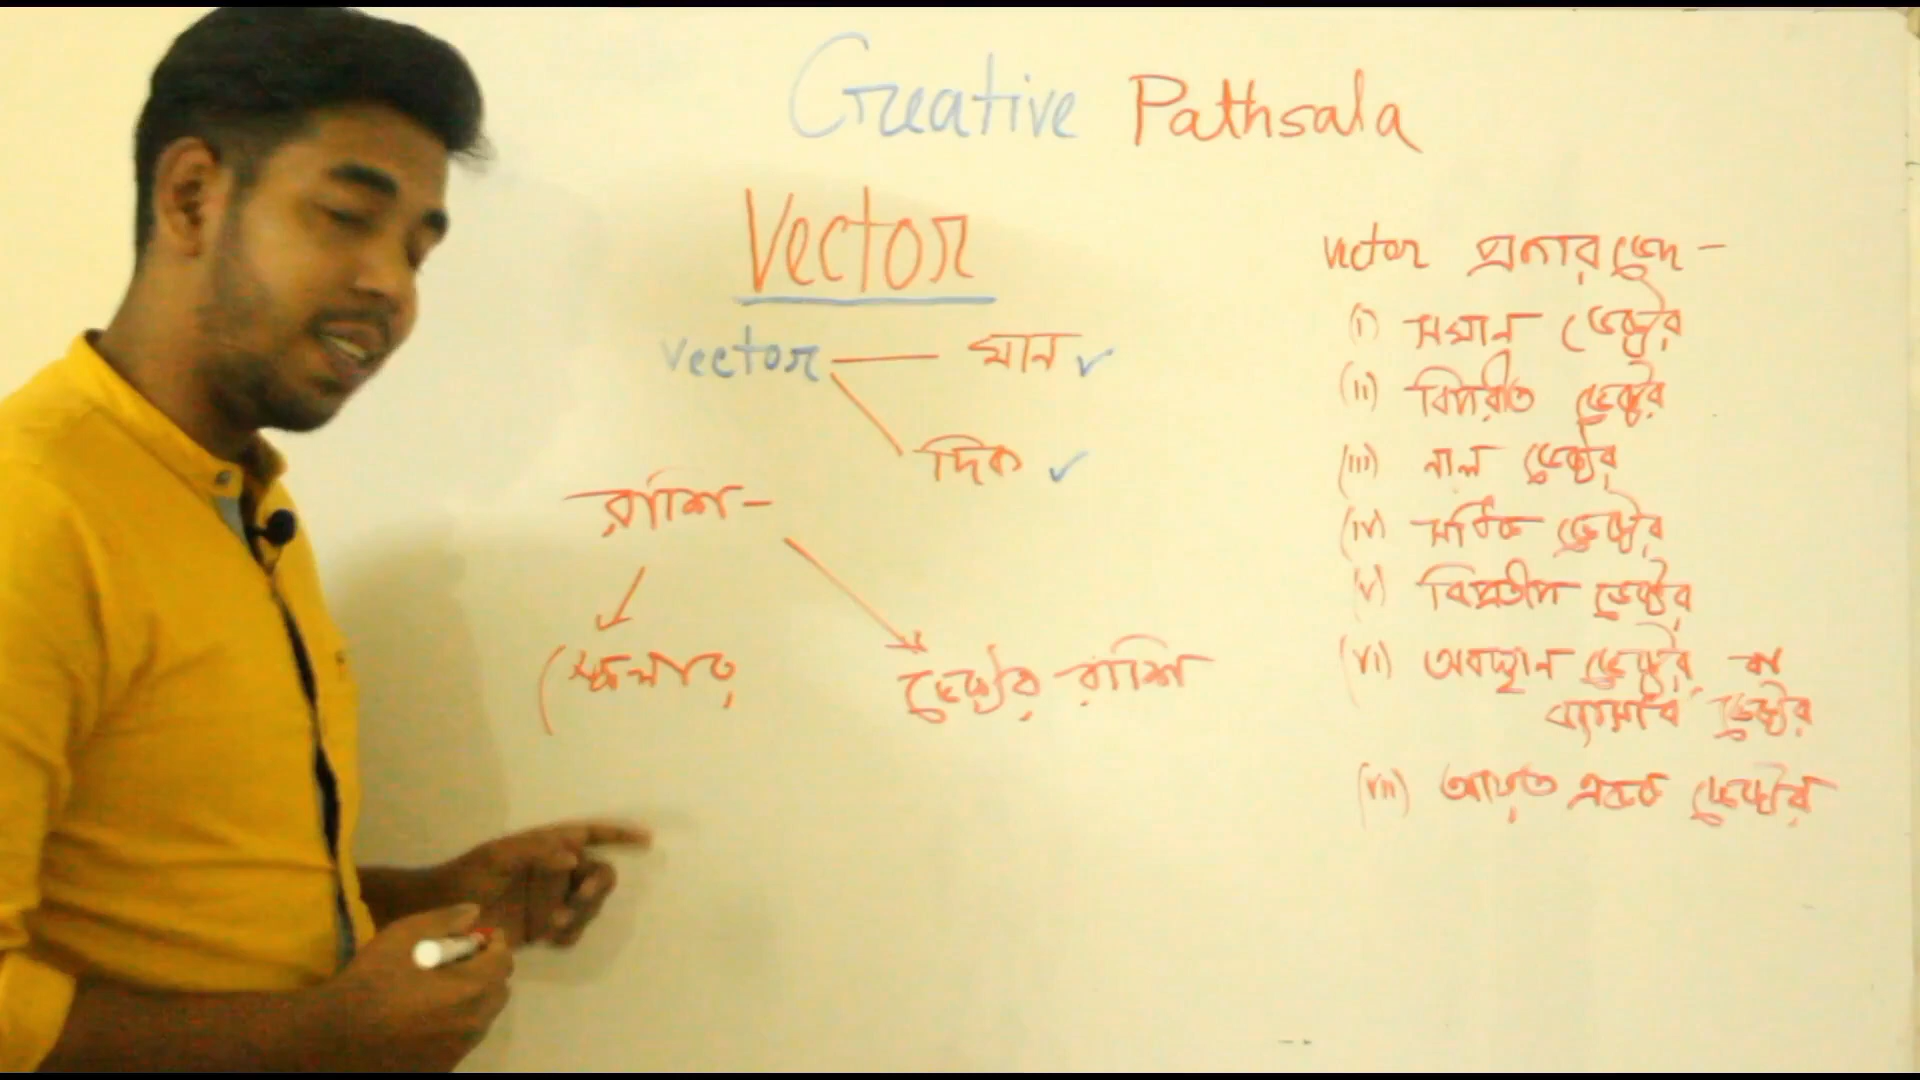 Creative Pathsala
Vector
vector — মান ✓
দিক ✓
রাশি -
স্কেলার
ভেক্টর রাশি
vector প্রকারভেদ -
(i) সমান ভেক্টর
(ii) বিপরীত ভেক্টর
(iii) নাল ভেক্টর
(iv) সঠিক ভেক্টর
(v) বিপ্রতীপ ভেক্টর
(vi) অবস্থান ভেক্টর বা
ব্যাসার্ধ ভেক্টর
(vii) আয়ত একক ভেক্টর